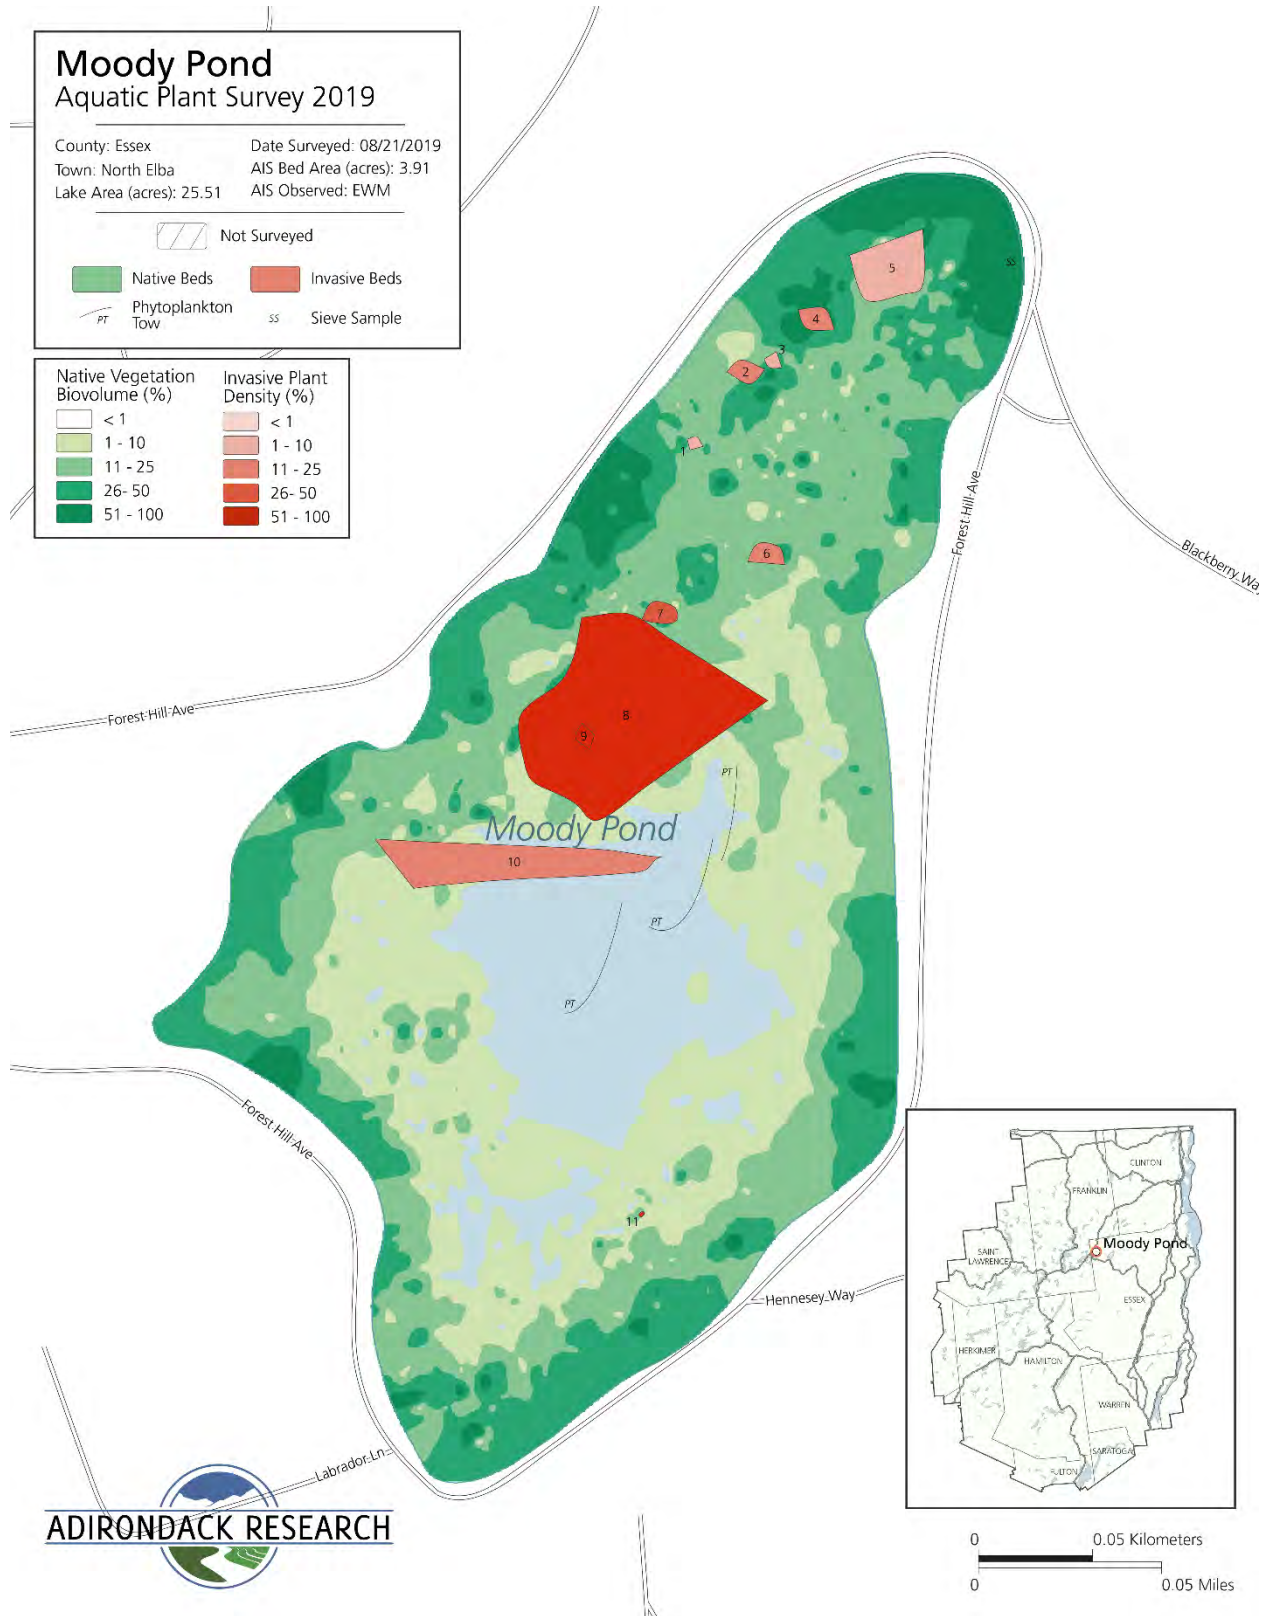 Moody Pond
Aquatic Plant Survey 2019
County: Essex
Date Surveyed: 08/21/2019
Town: North Elba
AIS Bed Area (acres): 3.91
Lake Area (acres): 25.51
AIS Observed: EWM
Not Surveyed
Native Beds
Invasive Beds
PT
Phytoplankton
Tow
SS
Sieve Sample
Native Vegetation
Biovolume (%)
< 1
1 - 10
11 - 25
26- 50
51 - 100
Invasive Plant
Density (%)
< 1
1 - 10
11 - 25
26- 50
51 - 100
SS
5
4
3
2
1
6
7
8
9
10
11
Forest Hill Ave
Blackberry Wa
Forest Hill Ave
PT
Moody Pond
PT
PT
Forest Hill Ave
Hennesey Way
Labrador Ln
CLINTON
FRANKLIN
Moody Pond
SAINT
LAWRENCE
ESSEX
HERKIMER
HAMILTON
WARREN
SARATOGA
FULTON
ADIRONDACK RESEARCH
0
0.05 Kilometers
0
0.05 Miles